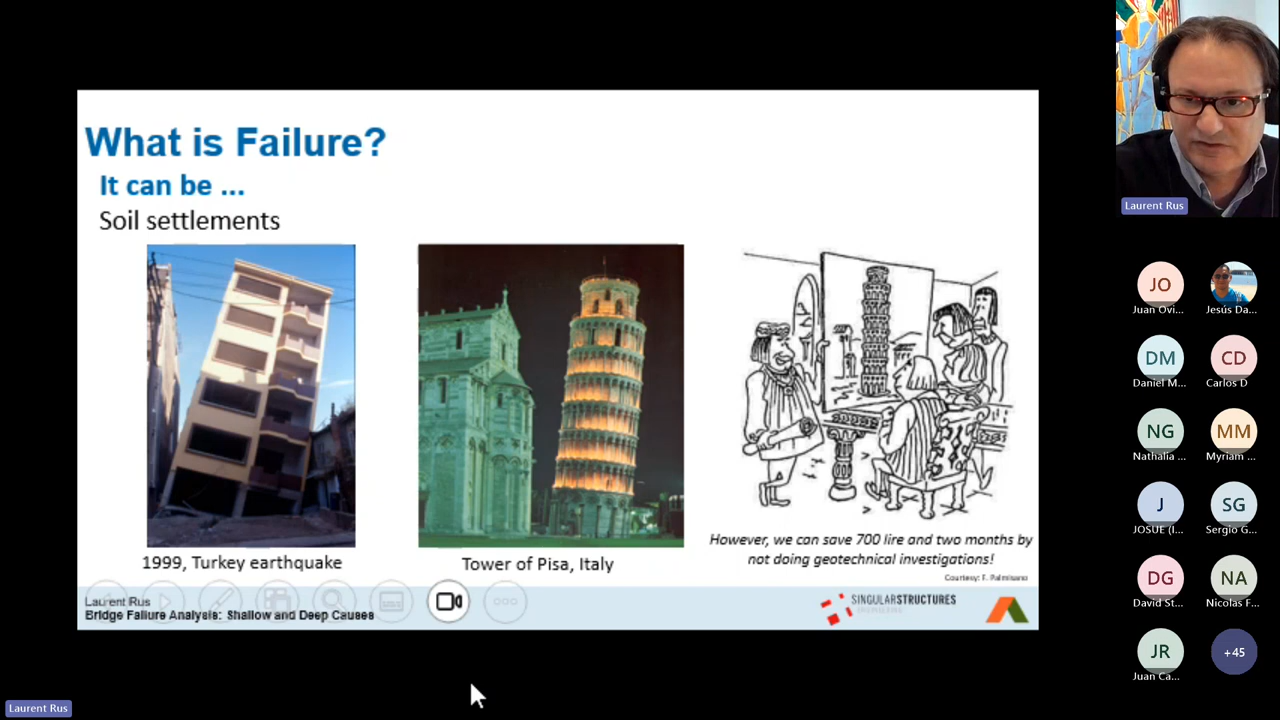 What is Failure?
It can be ...
Soil settlements
1999, Turkey earthquake
Tower of Pisa, Italy
However, we can save 700 lire and two months by
not doing geotechnical investigations!
Courtesy: F. Palmisano
Laurent Rus
Bridge Failure Analysis: Shallow and Deep Causes
SINGULARSTRUCTURES
Laurent Rus
JO
Juan Ovi...
Jesús Da...
DM
Daniel M...
CD
Carlos D
NG
Nathalia ...
MM
Myriam ...
J
JOSUE (I...
SG
Sergio G...
DG
David St...
NA
Nicolas F...
JR
Juan Ca...
+45
Laurent Rus